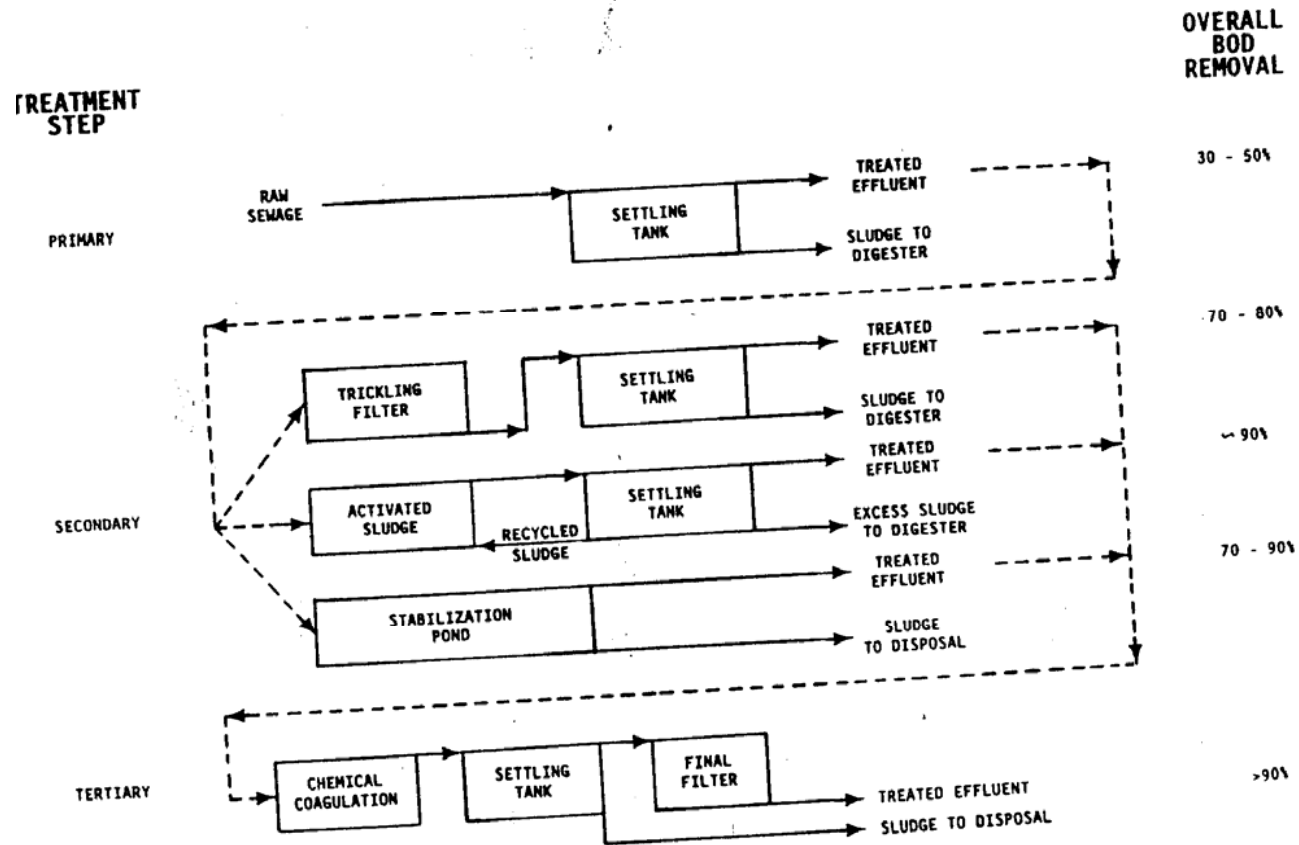 OVERALL
BOD
REMOVAL
TREATMENT
STEP
30 - 50%
RAW
SEWAGE
TREATED
EFFLUENT
SETTLING
TANK
PRIMARY
SLUDGE TO
DIGESTER
70 - 80%
TREATED
EFFLUENT
TRICKLING
FILTER
SETTLING
TANK
SLUDGE TO
DIGESTER
~ 90%
TREATED
EFFLUENT
SECONDARY
ACTIVATED
SLUDGE
RECYCLED
SLUDGE
SETTLING
TANK
EXCESS SLUDGE
TO DIGESTER
70 - 90%
TREATED
EFFLUENT
STABILIZATION
POND
SLUDGE
TO DISPOSAL
TERTIARY
CHEMICAL
COAGULATION
SETTLING
TANK
FINAL
FILTER
>90%
TREATED EFFLUENT
SLUDGE TO DISPOSAL